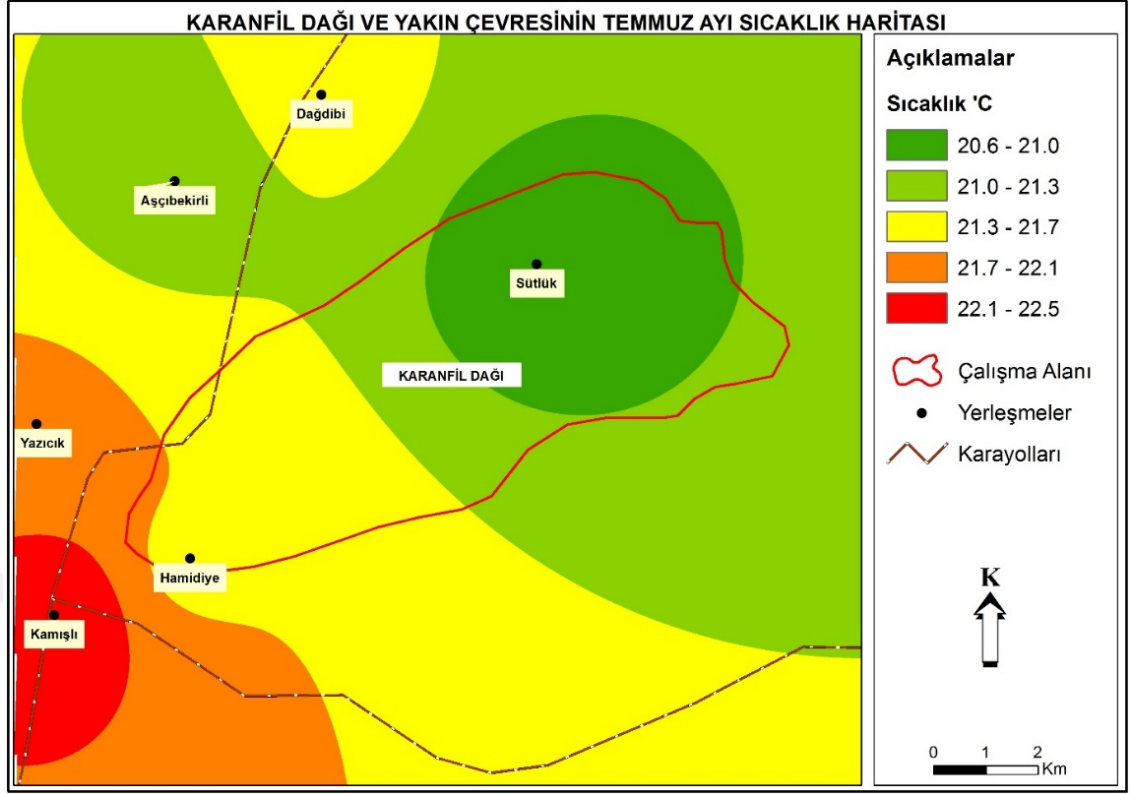 KARANFİL DAĞI VE YAKIN ÇEVRESİNİN TEMMUZ AYI SICAKLIK HARİTASI
Dağdibi
Aşçıbekirli
Sütlük
KARANFİL DAĞI
Yazıcık
Hamidiye
Kamışlı
Açıklamalar
Sıcaklık 'C
20.6 - 21.0
21.0 - 21.3
21.3 - 21.7
21.7 - 22.1
22.1 - 22.5
Çalışma Alanı
Yerleşmeler
Karayolları
K
0 1 2
Km